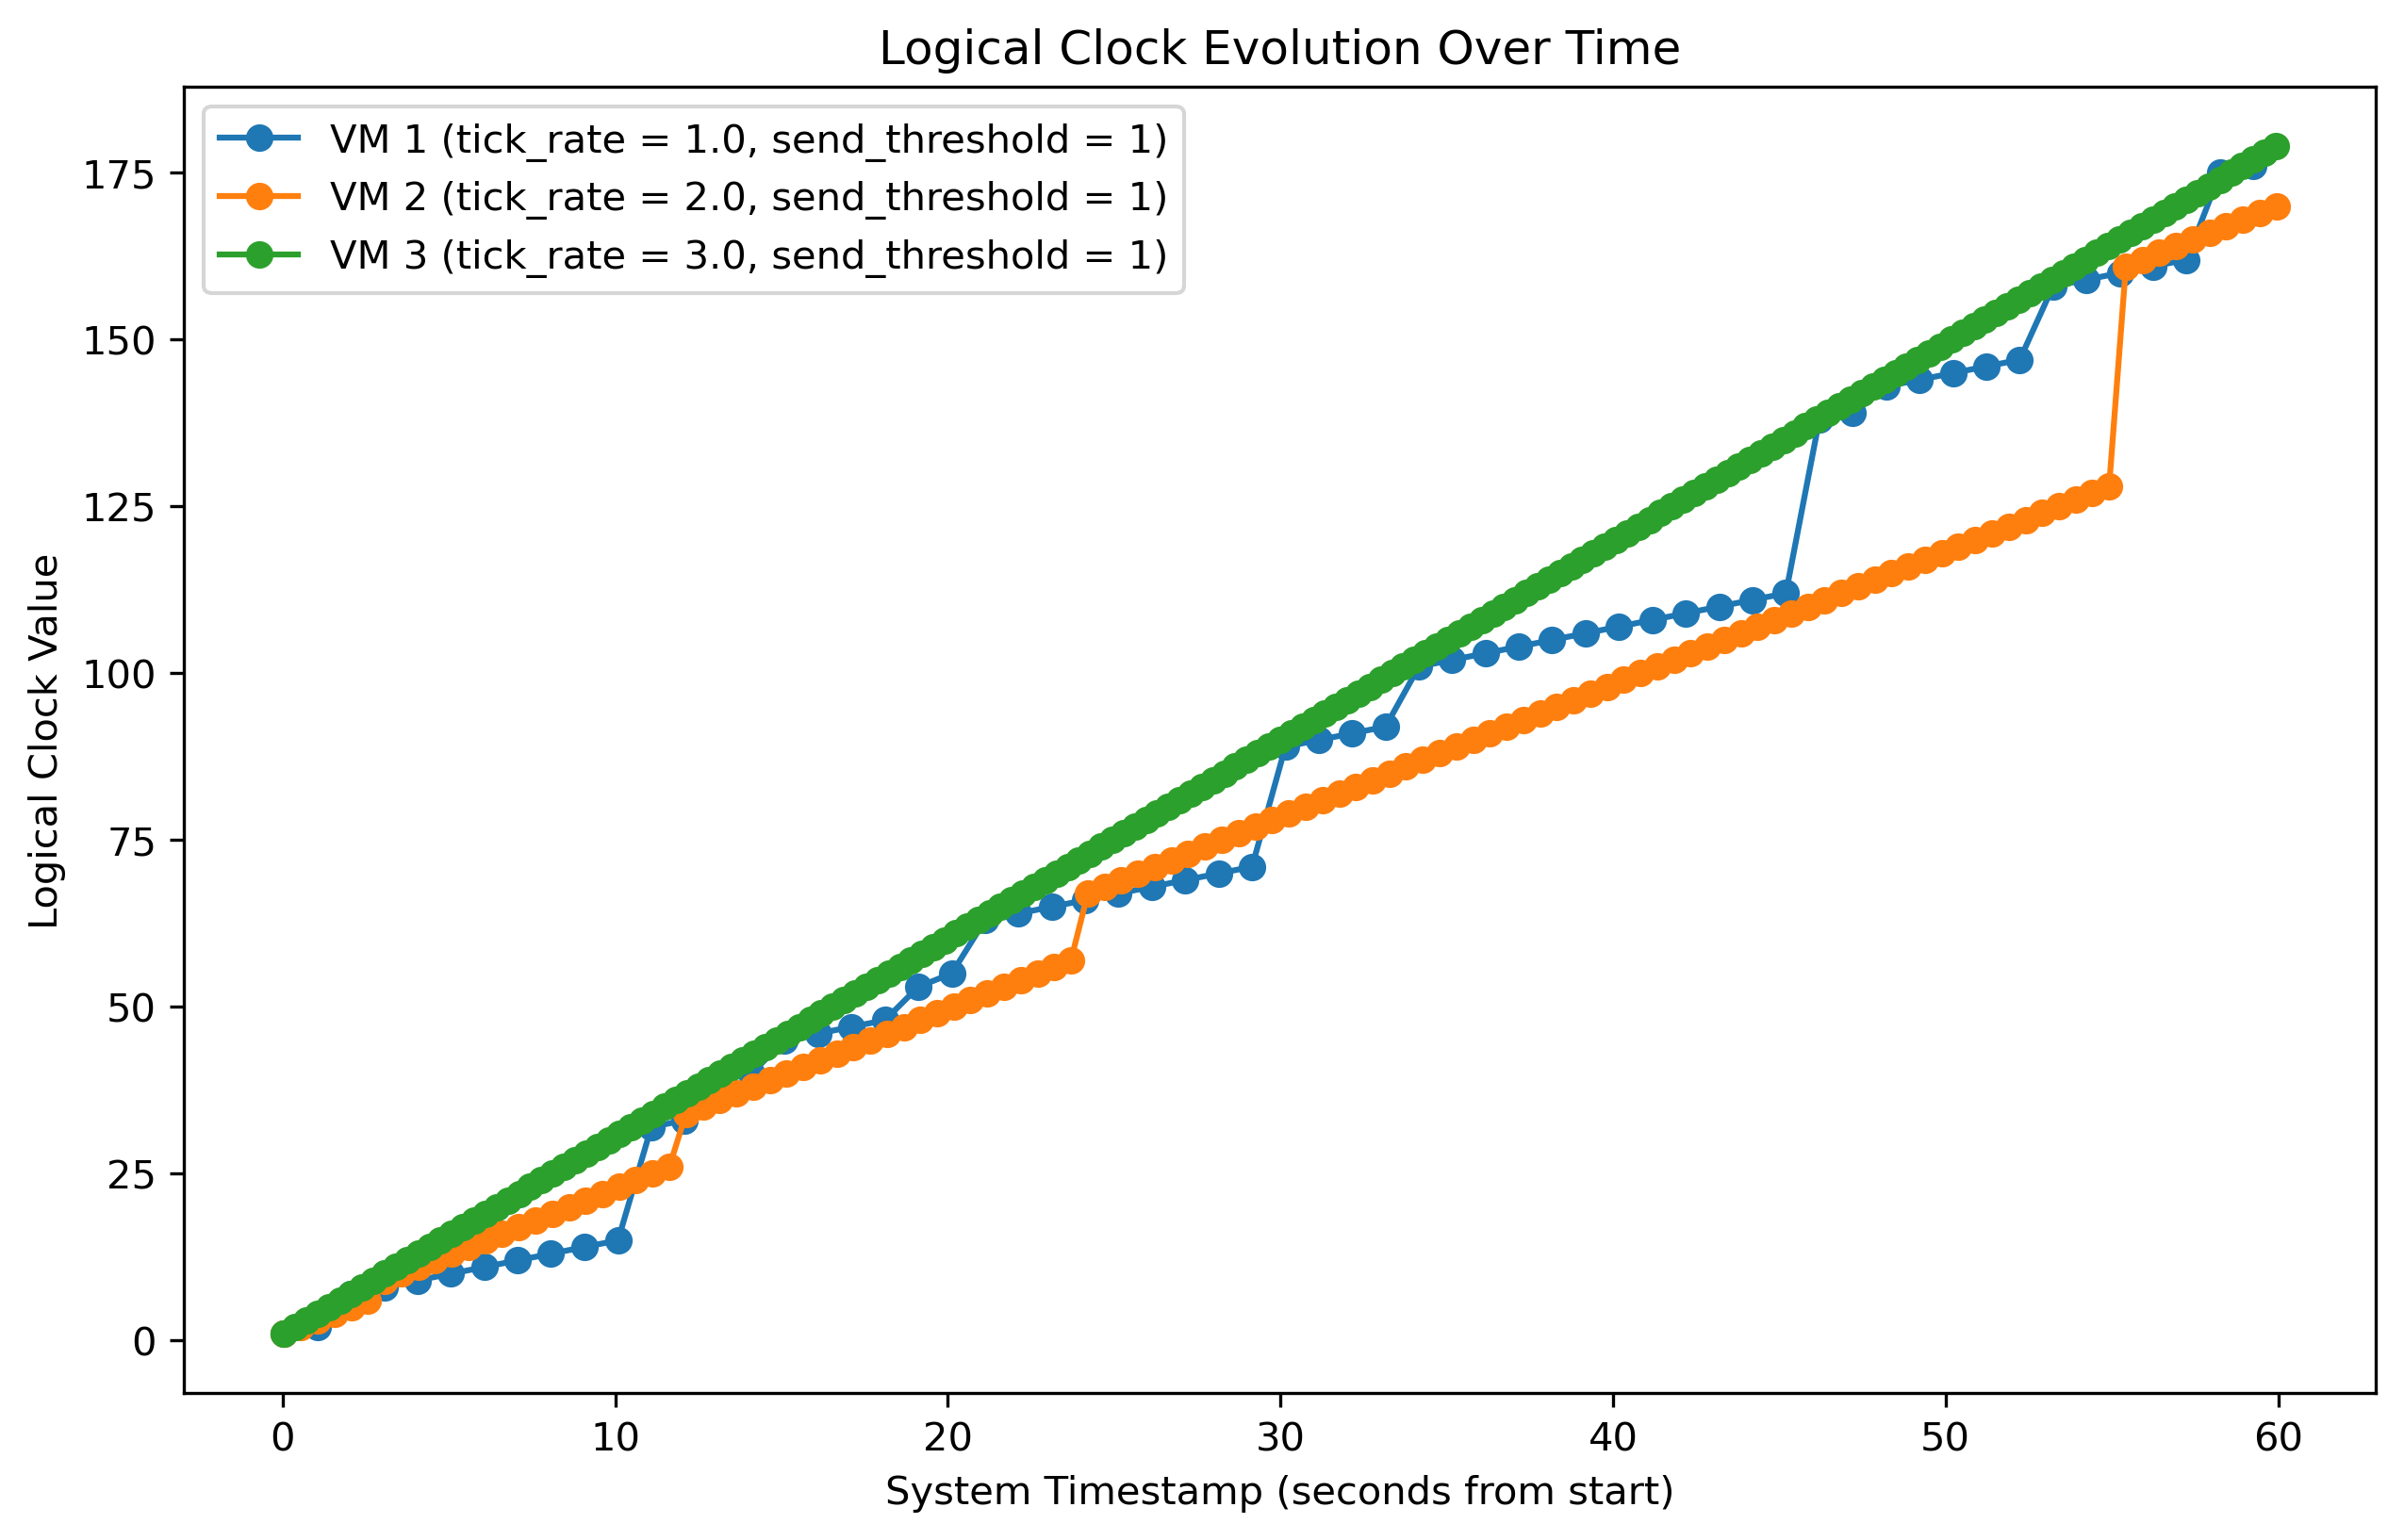 Logical Clock Evolution Over Time
VM 1 (tick_rate = 1.0, send_threshold = 1)
VM 2 (tick_rate = 2.0, send_threshold = 1)
VM 3 (tick_rate = 3.0, send_threshold = 1)
Logical Clock Value
175
150
125
100
75
50
25
0
0 10 20 30 40 50 60
System Timestamp (seconds from start)